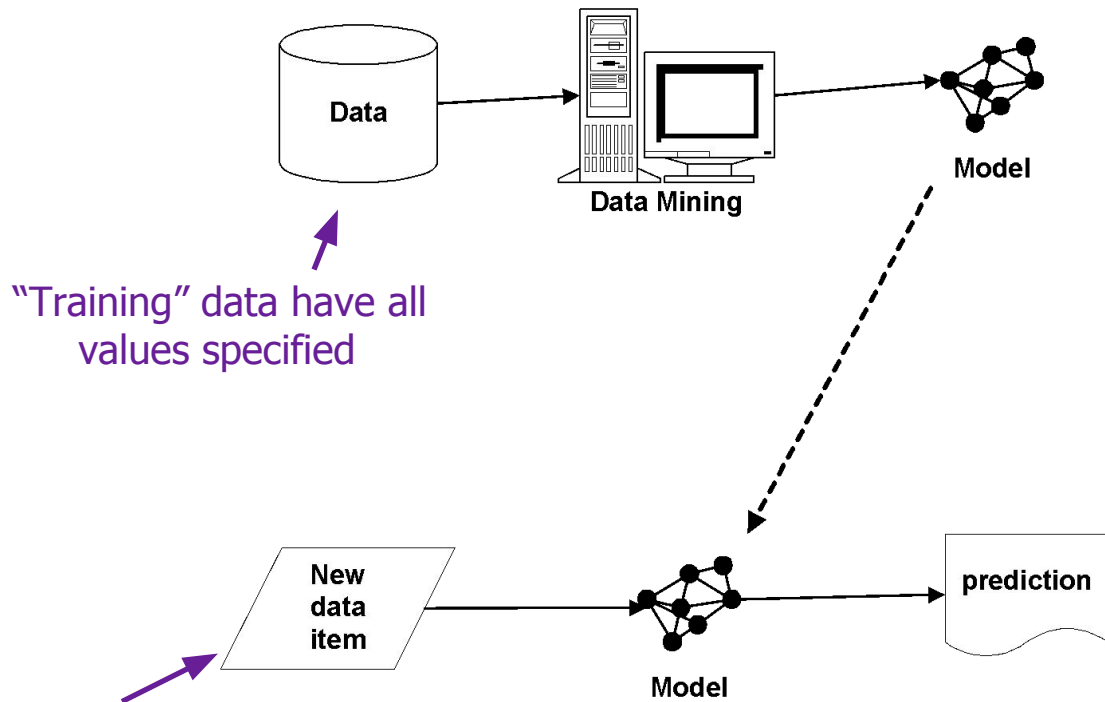 Data
Data Mining
Model
“Training” data have all
values specified
New
data
item
Model
prediction